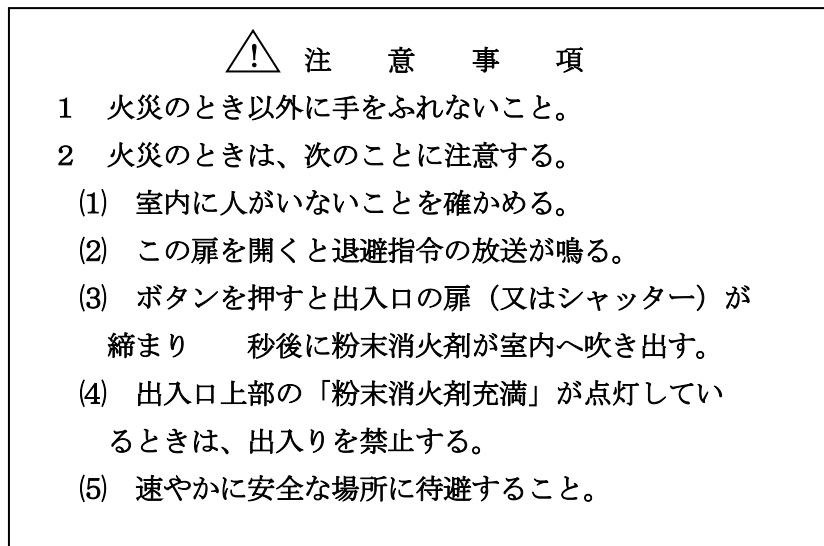 ⚠ 注意事項
1 火災のとき以外に手をふれないこと。
2 火災のときは、次のことに注意する。
⑴ 室内に人がいないことを確かめる。
⑵ この扉を開くと退避指令の放送が鳴る。
⑶ ボタンを押すと出入口の扉（又はシャッター）が
締まり　　秒後に粉末消火剤が室内へ吹き出す。
⑷ 出入口上部の「粉末消火剤充満」が点灯してい
るときは、出入りを禁止する。
⑸ 速やかに安全な場所に待避すること。